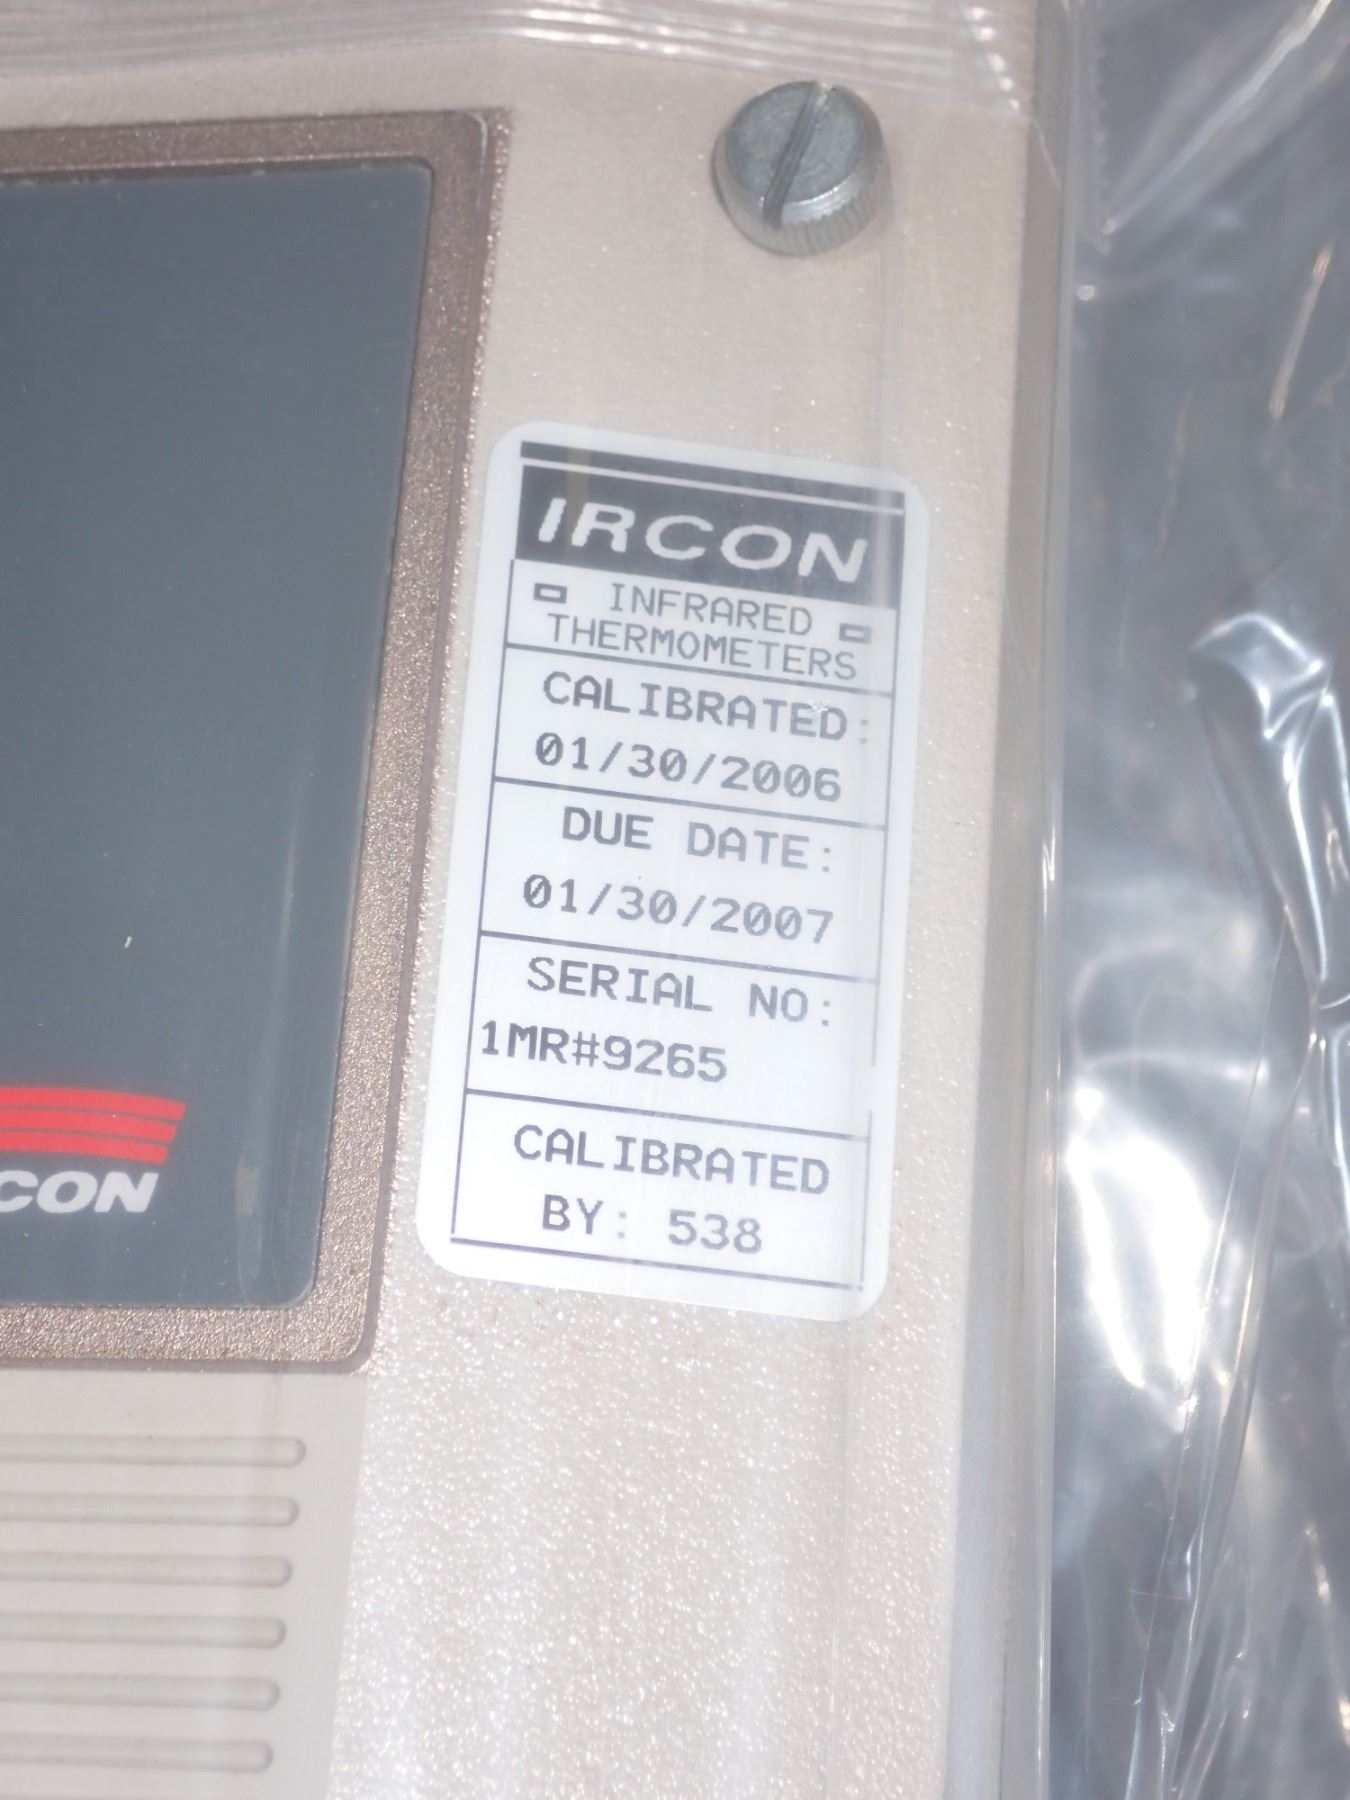 IRCON
INFRARED
THERMOMETERS
CALIBRATED:
01/30/2006
DUE DATE:
01/30/2007
SERIAL NO:
1MR#9265
CALIBRATED
BY: 538
CON